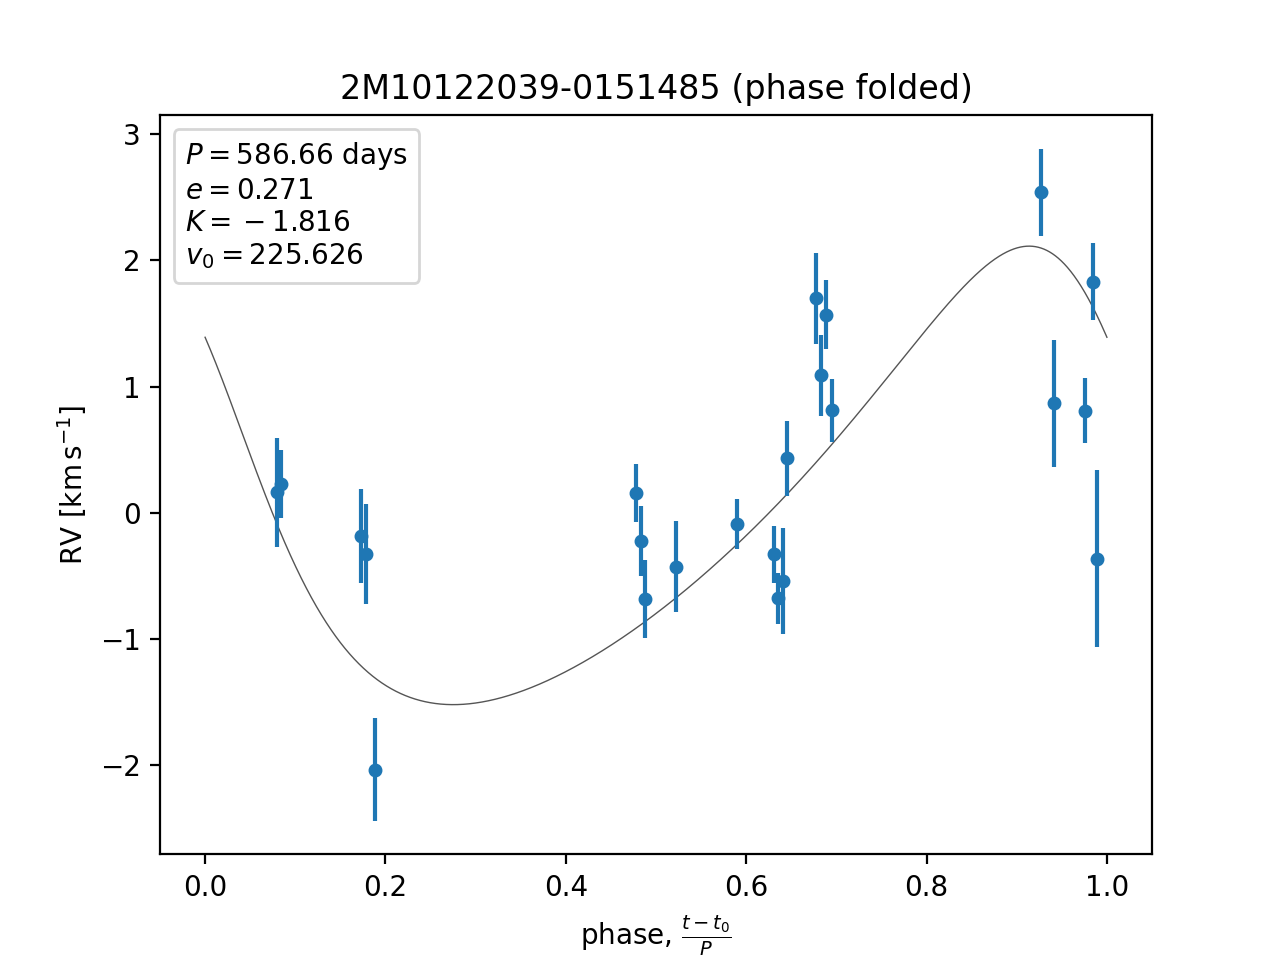 2M10122039-0151485 (phase folded)
P = 586.66 days
e = 0.271
K = −1.816
v₀ = 225.626
3
2
1
0
−1
−2
RV [km s⁻¹]
0.0 0.2 0.4 0.6 0.8 1.0
phase, (t − t₀)/P